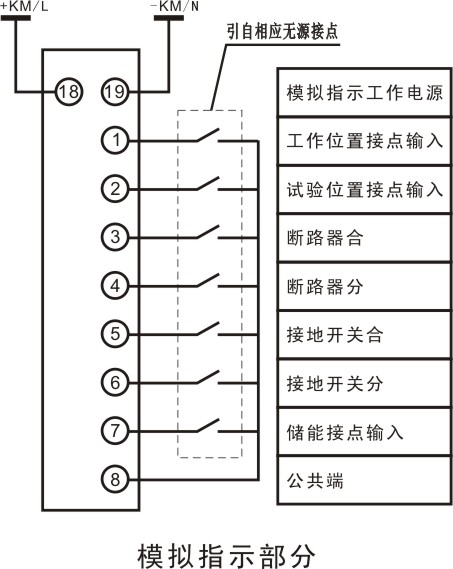 +KM/L
-KM/N
引自相应无源接点
18
19
模拟指示工作电源
1
工作位置接点输入
2
试验位置接点输入
3
断路器合
4
断路器分
5
接地开关合
6
接地开关分
7
储能接点输入
8
公共端
模拟指示部分